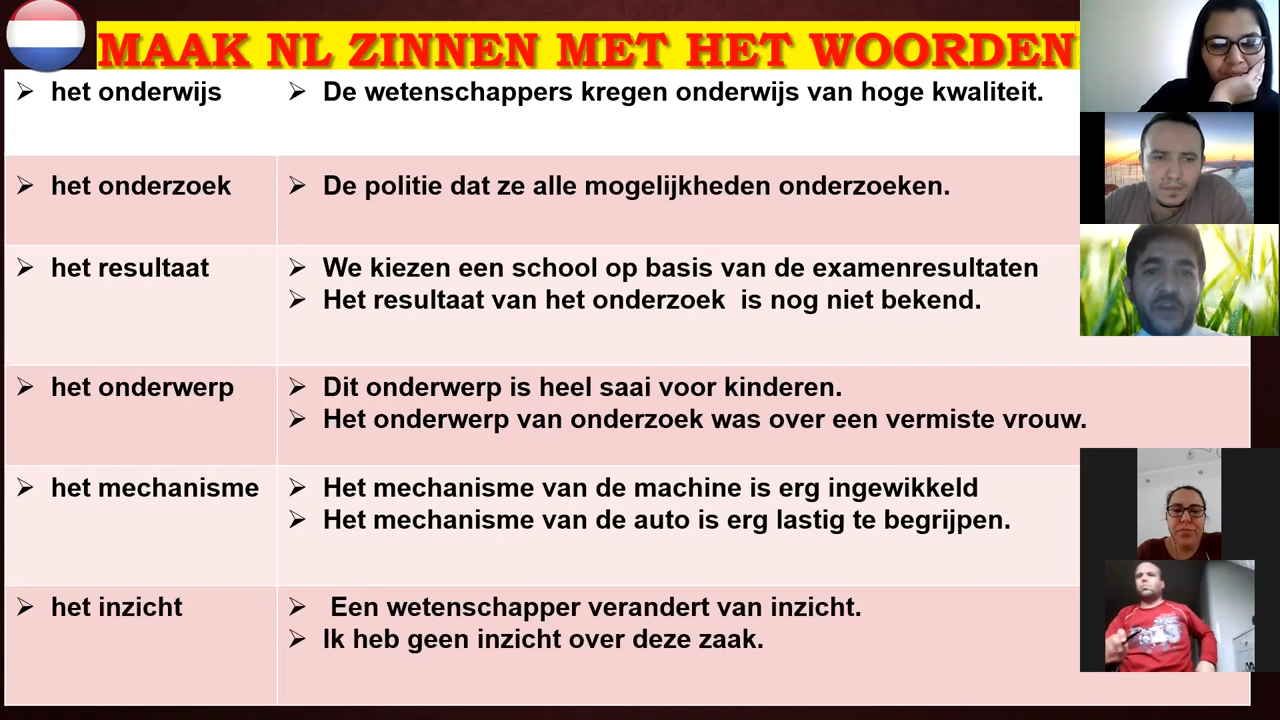 MAAK NL ZINNEN MET HET WOORDEN
➢ het onderwijs
➢ De wetenschappers kregen onderwijs van hoge kwaliteit.
➢ het onderzoek
➢ De politie dat ze alle mogelijkheden onderzoeken.
➢ het resultaat
➢ We kiezen een school op basis van de examenresultaten
➢ Het resultaat van het onderzoek is nog niet bekend.
➢ het onderwerp
➢ Dit onderwerp is heel saai voor kinderen.
➢ Het onderwerp van onderzoek was over een vermiste vrouw.
➢ het mechanisme
➢ Het mechanisme van de machine is erg ingewikkeld
➢ Het mechanisme van de auto is erg lastig te begrijpen.
➢ het inzicht
➢ Een wetenschapper verandert van inzicht.
➢ Ik heb geen inzicht over deze zaak.